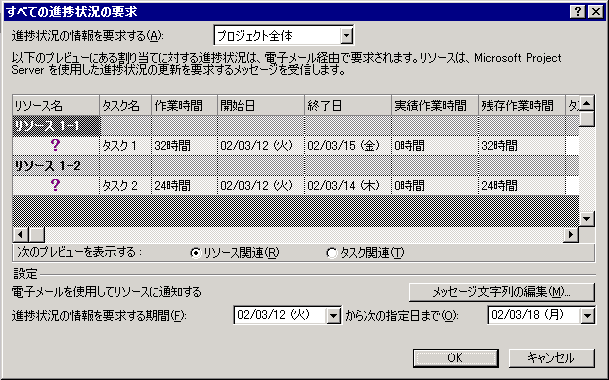 すべての進捗状況の要求
進捗状況の情報を要求する(A): プロジェクト全体
以下のプレビューにある割り当てに対する進捗状況は、電子メール経由で要求されます。リソースは、Microsoft Project
Server を使用した進捗状況の更新を要求するメッセージを受信します。
リソース名 タスク名 作業時間 開始日 終了日 実績作業時間 残存作業時間 タ
リソース 1-1
? タスク 1 32時間 02/03/12 (火) 02/03/15 (金) 0時間 32時間
リソース 1-2
? タスク 2 24時間 02/03/12 (火) 02/03/14 (木) 0時間 24時間
次のプレビューを表示する : リソース関連(R) タスク関連(T)
設定
電子メールを使用してリソースに通知する メッセージ文字列の編集(M)...
進捗状況の情報を要求する期間(F): 02/03/12 (火) から次の指定日まで(O): 02/03/18 (月)
OK キャンセル